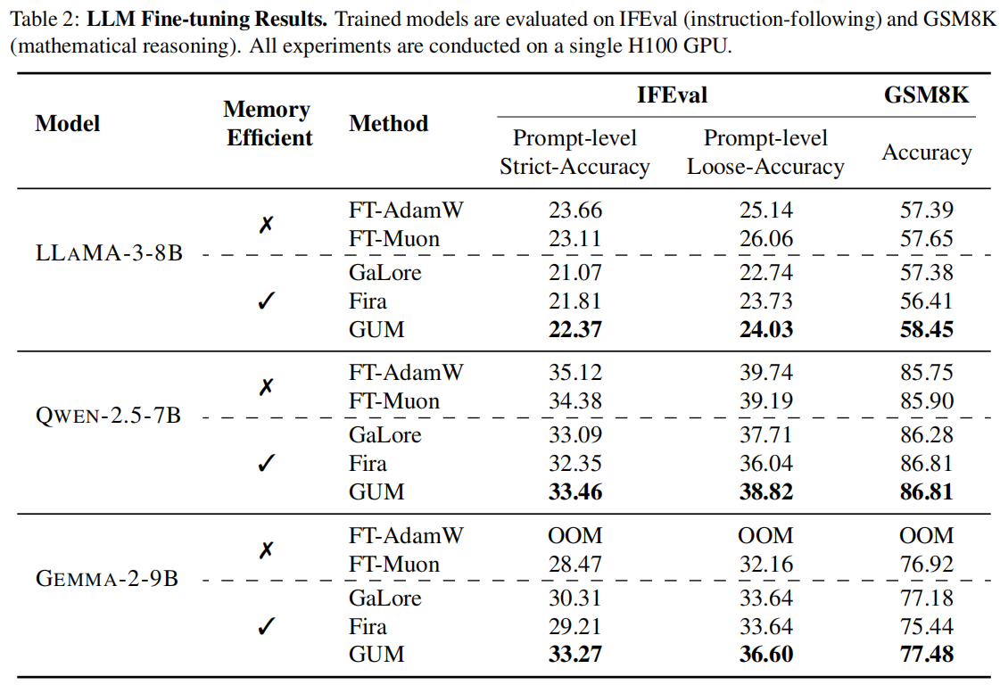 Table 2: LLM Fine-tuning Results. Trained models are evaluated on IFEval (instruction-following) and GSM8K
(mathematical reasoning). All experiments are conducted on a single H100 GPU.
Model Memory Efficient Method IFEval GSM8K
Prompt-level Strict-Accuracy Prompt-level Loose-Accuracy Accuracy
LLAMA-3-8B
✗ FT-AdamW 23.66 25.14 57.39
FT-Muon 23.11 26.06 57.65
✓ GaLore 21.07 22.74 57.38
Fira 21.81 23.73 56.41
GUM 22.37 24.03 58.45
QWEN-2.5-7B
✗ FT-AdamW 35.12 39.74 85.75
FT-Muon 34.38 39.19 85.90
✓ GaLore 33.09 37.71 86.28
Fira 32.35 36.04 86.81
GUM 33.46 38.82 86.81
GEMMA-2-9B
✗ FT-AdamW OOM OOM OOM
FT-Muon 28.47 32.16 76.92
✓ GaLore 30.31 33.64 77.18
Fira 29.21 33.64 75.44
GUM 33.27 36.60 77.48